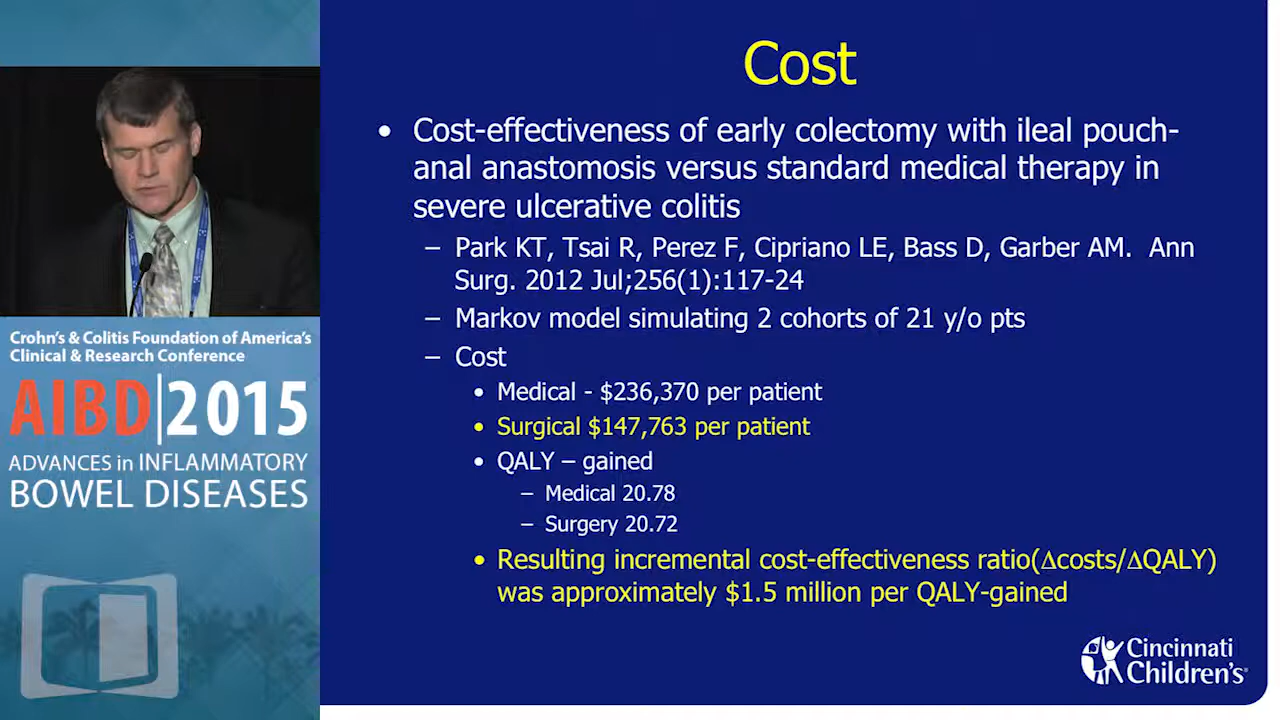 Cost
• Cost-effectiveness of early colectomy with ileal pouch-
anal anastomosis versus standard medical therapy in
severe ulcerative colitis
– Park KT, Tsai R, Perez F, Cipriano LE, Bass D, Garber AM. Ann
Surg. 2012 Jul;256(1):117-24
– Markov model simulating 2 cohorts of 21 y/o pts
– Cost
• Medical - $236,370 per patient
• Surgical $147,763 per patient
• QALY – gained
– Medical 20.78
– Surgery 20.72
• Resulting incremental cost-effectiveness ratio(∆costs/∆QALY)
was approximately $1.5 million per QALY-gained
Cincinnati
Children's®
Crohn's & Colitis Foundation of America's
Clinical & Research Conference
AIBD|2015
ADVANCES in INFLAMMATORY
BOWEL DISEASES